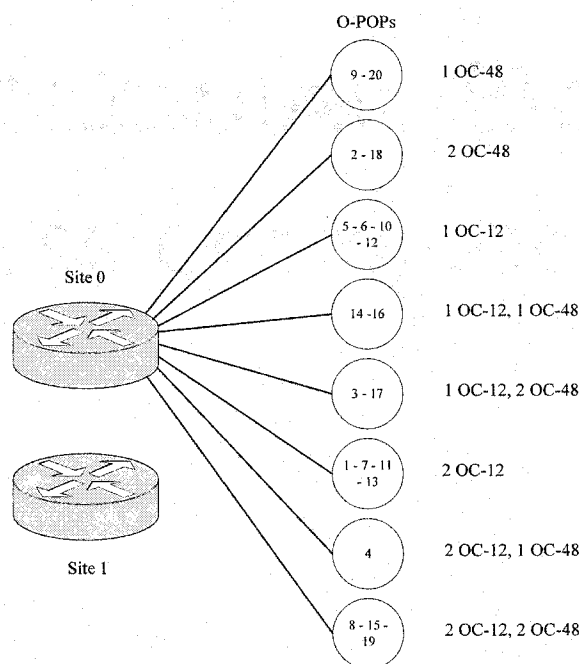 O-POPs
9 - 20 1 OC-48
2 - 18 2 OC-48
5 - 6 - 10
- 12
1 OC-12
Site 0
14 -16 1 OC-12, 1 OC-48
3 - 17 1 OC-12, 2 OC-48
1 - 7 - 11
- 13
2 OC-12
4 2 OC-12, 1 OC-48
Site 1
8 - 15 -
19
2 OC-12, 2 OC-48